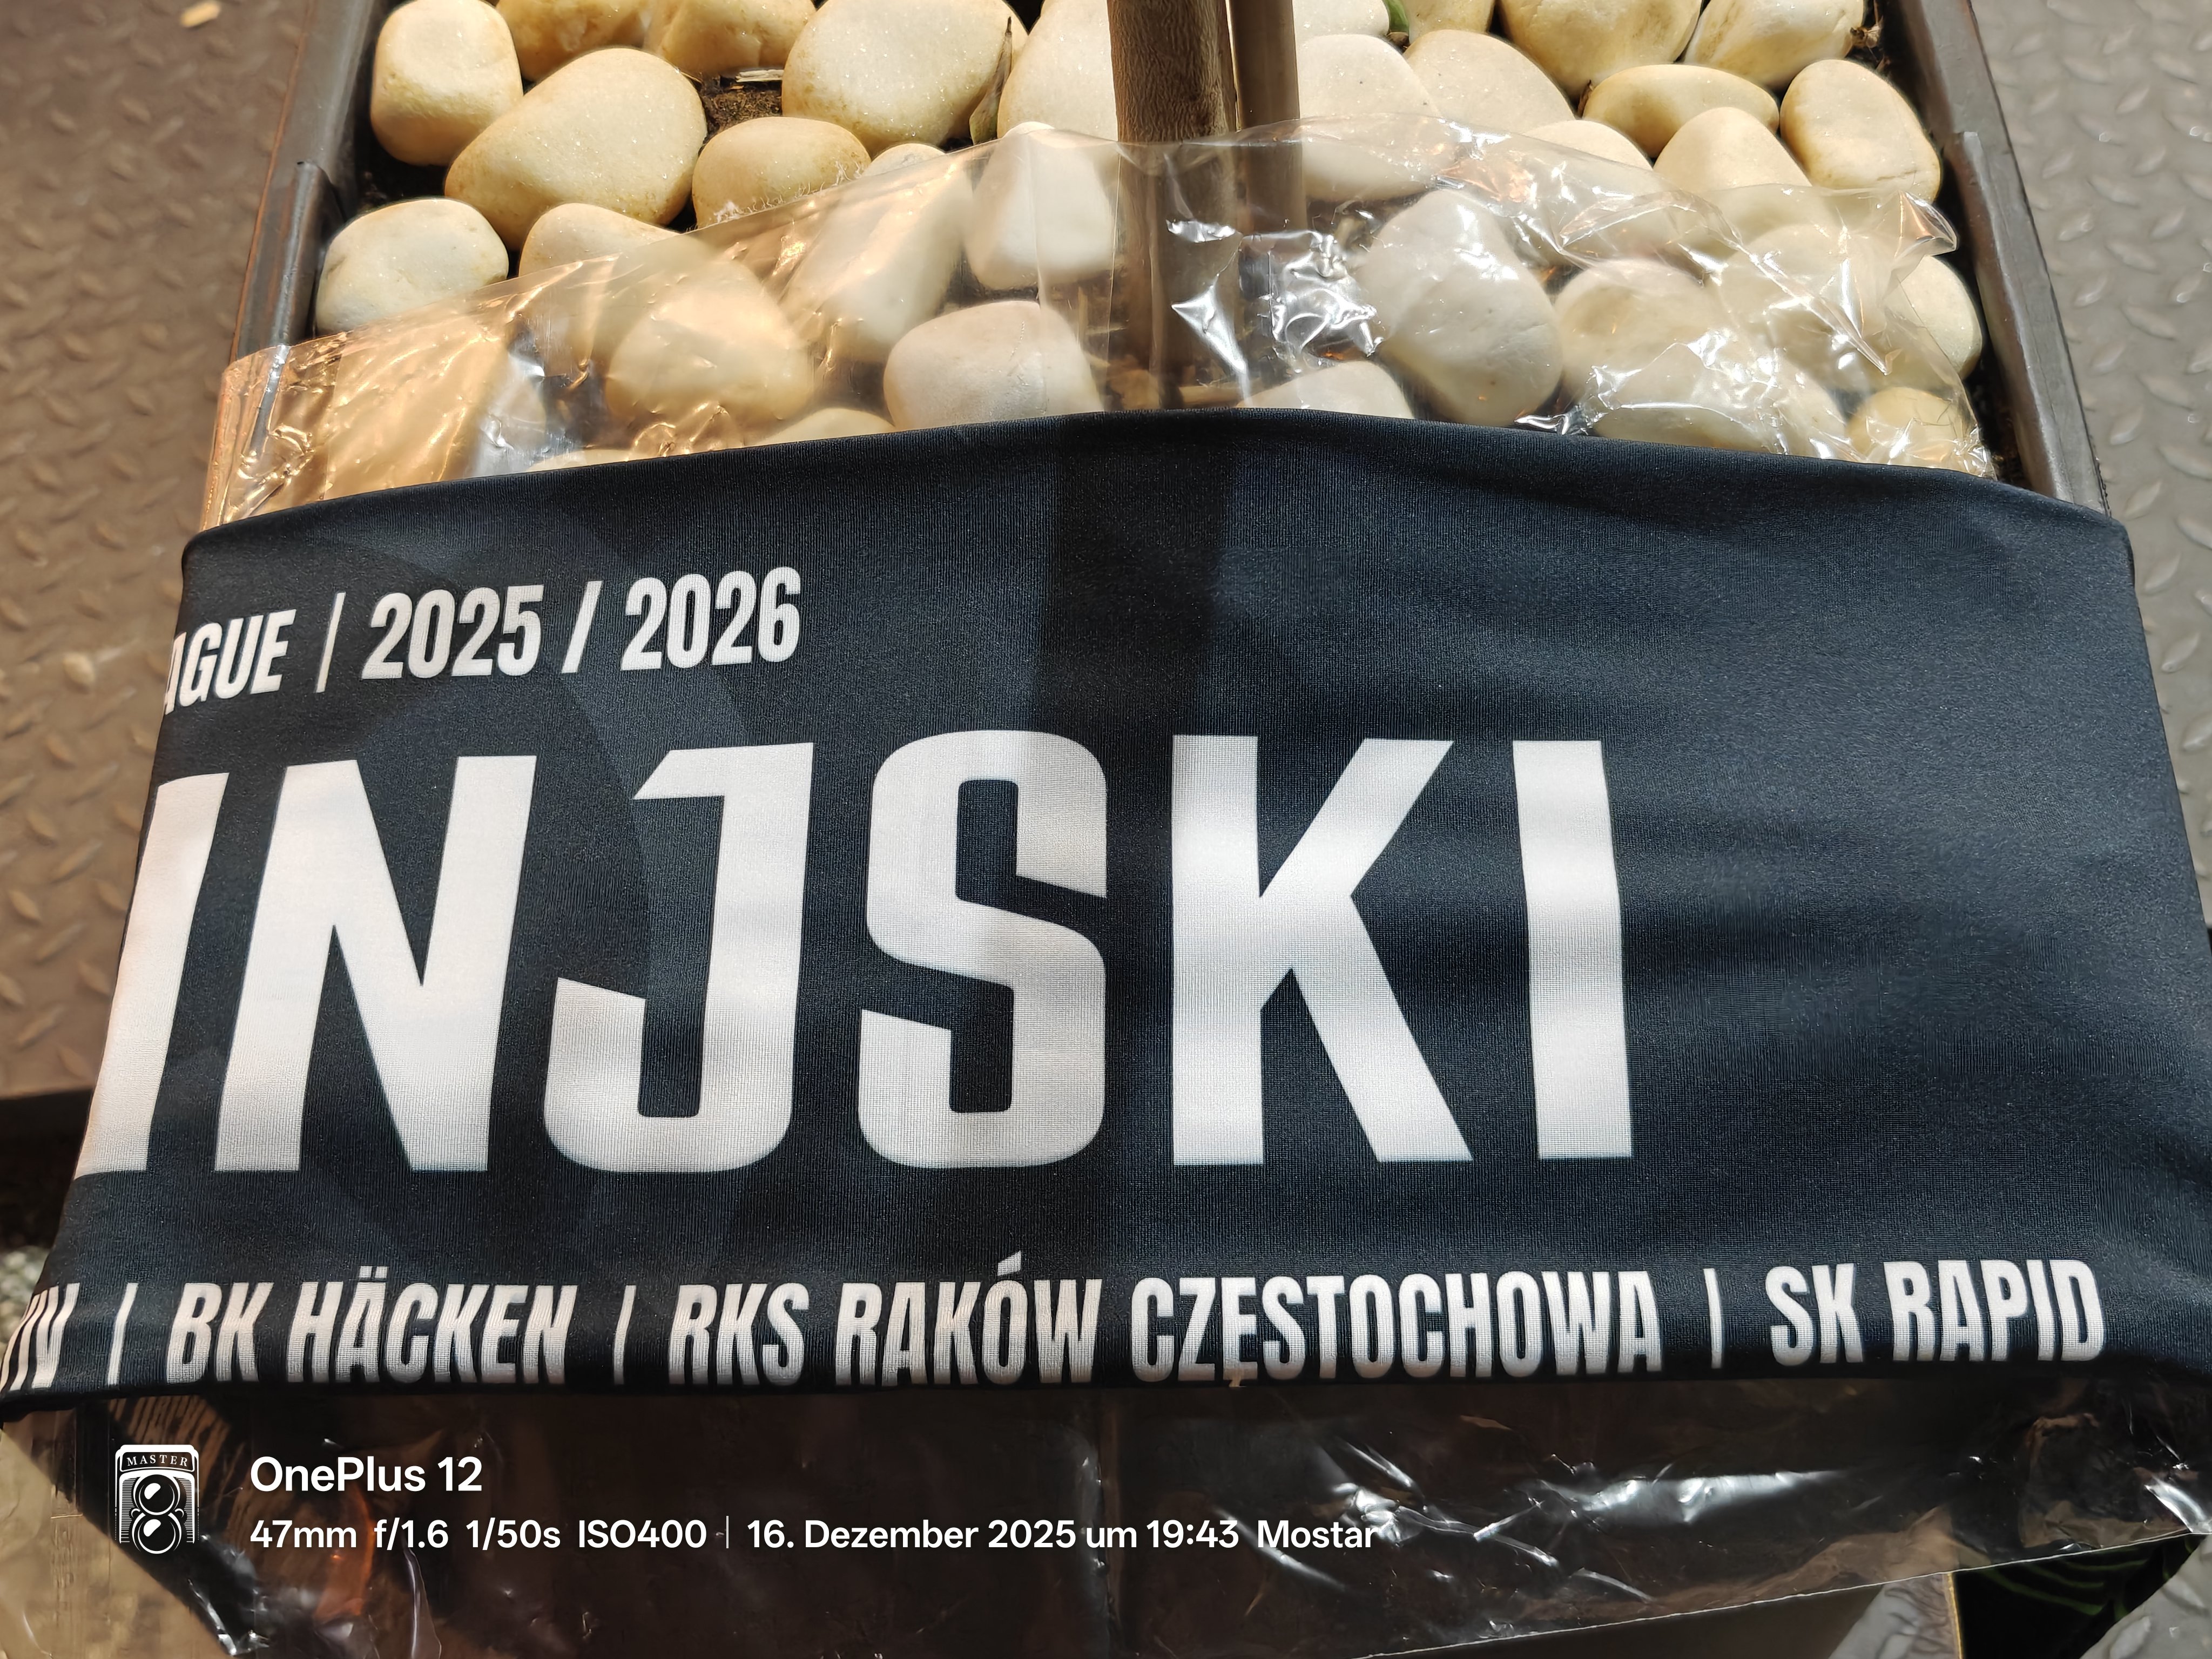 AGUE | 2025 / 2026
INJSKI
| BK HÄCKEN | RKS RAKÓW CZĘSTOCHOWA | SK RAPID
MASTER
OnePlus 12
47mm f/1.6 1/50s ISO400 | 16. Dezember 2025 um 19:43 Mostar